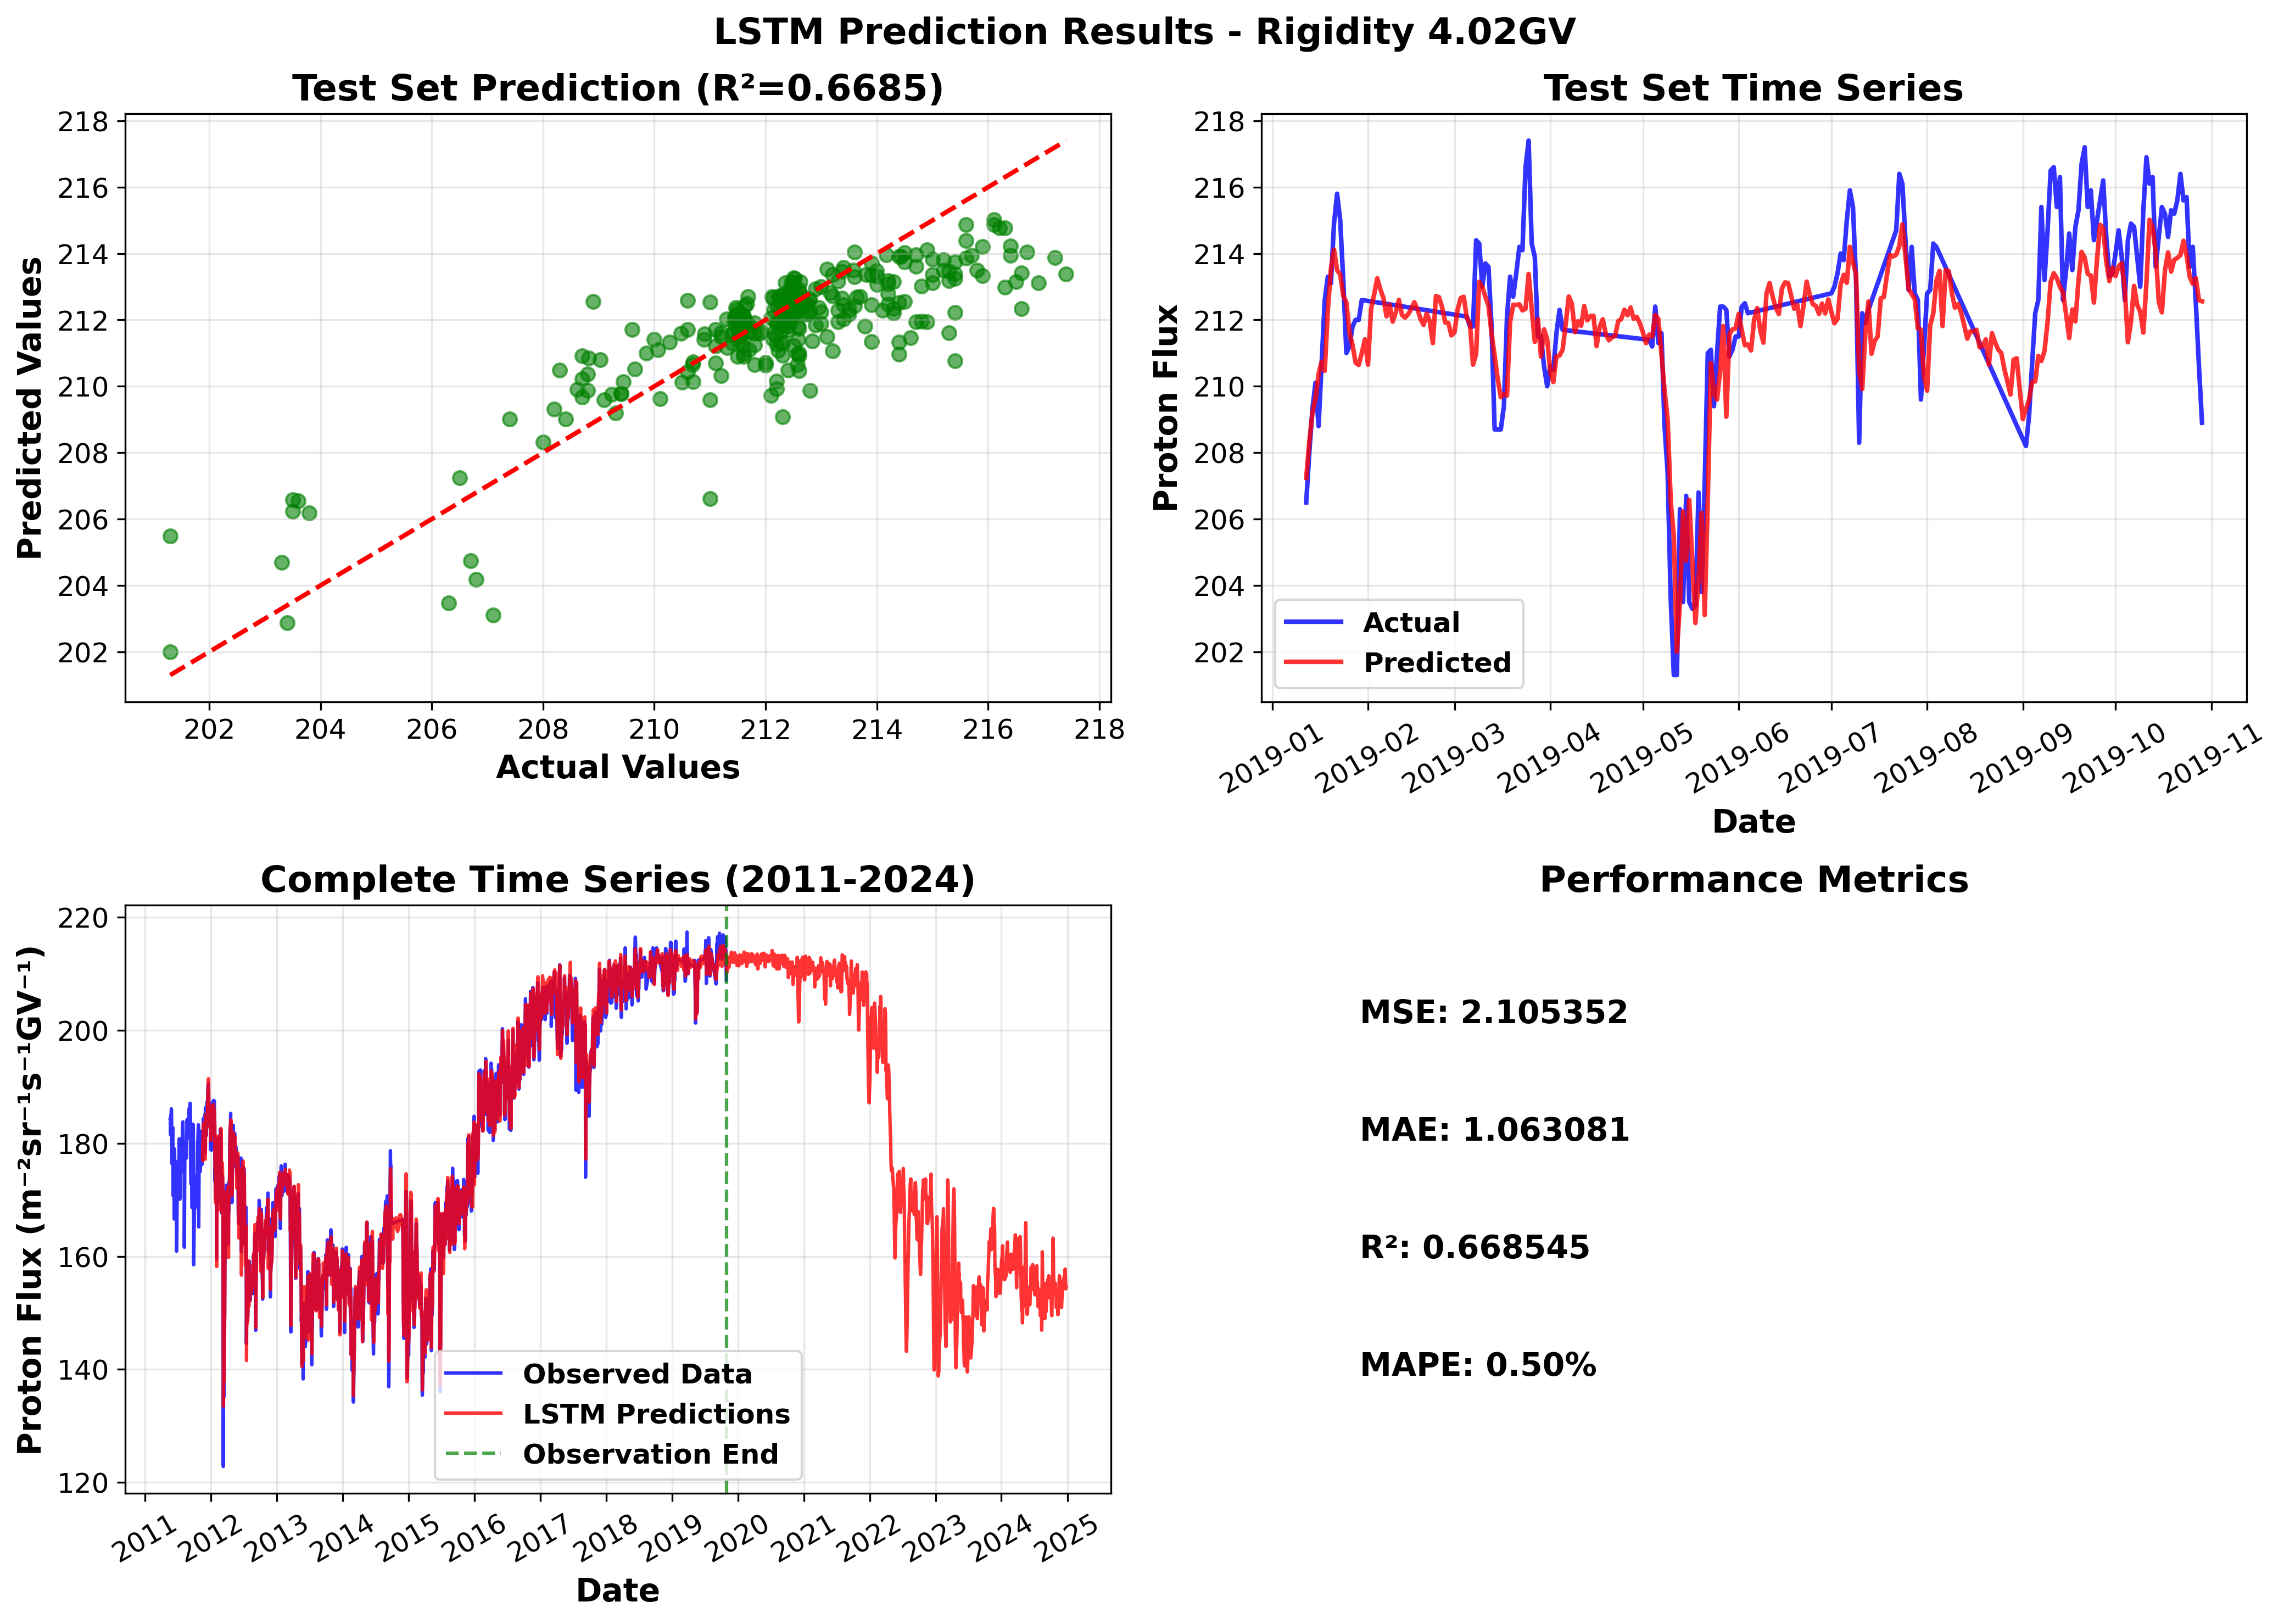 LSTM Prediction Results - Rigidity 4.02GV
Test Set Prediction (R²=0.6685)
218
216
214
212
210
208
206
204
202
Predicted Values
202 204 206 208 210 212 214 216 218
Actual Values
Test Set Time Series
218
216
214
212
210
208
206
204
202
Proton Flux
Actual
Predicted
2019-01 2019-02 2019-03 2019-04 2019-05 2019-06 2019-07 2019-08 2019-09 2019-10 2019-11
Date
Complete Time Series (2011-2024)
220
200
180
160
140
120
Proton Flux (m⁻²sr⁻¹s⁻¹GV⁻¹)
Observed Data
LSTM Predictions
Observation End
2011 2012 2013 2014 2015 2016 2017 2018 2019 2020 2021 2022 2023 2024 2025
Date
Performance Metrics
MSE: 2.105352
MAE: 1.063081
R²: 0.668545
MAPE: 0.50%